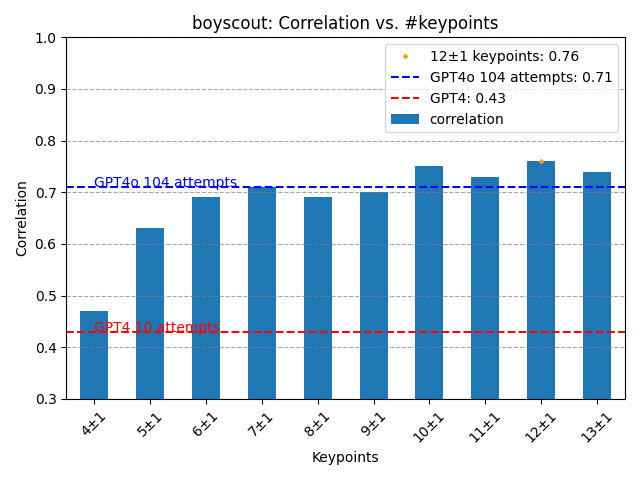 boyscout: Correlation vs. #keypoints
1.0
0.9
0.8
0.7
0.6
0.5
0.4
0.3
Correlation
12±1 keypoints: 0.76
GPT4o 104 attempts: 0.71
GPT4: 0.43
correlation
GPT4o 104 attempts
GPT4 10 attempts
4±1
5±1
6±1
7±1
8±1
9±1
10±1
11±1
12±1
13±1
Keypoints